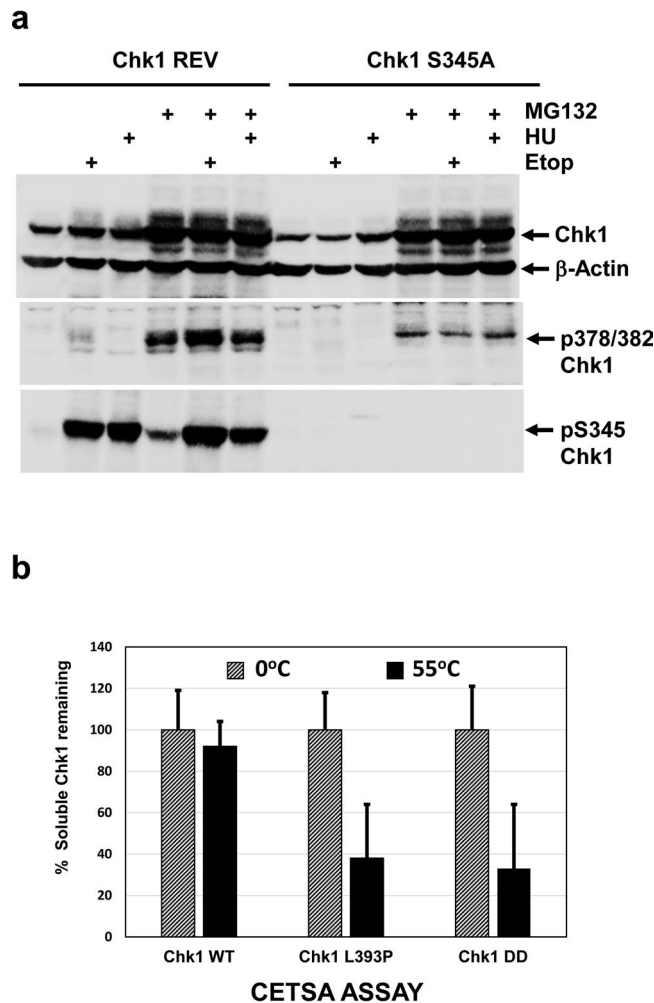 a
Chk1 REV Chk1 S345A
+ + + + + + MG132
+ + + + HU
+ + + + Etop
Chk1
β-Actin
p378/382
Chk1
pS345
Chk1
b
% Soluble Chk1 remaining
140
120
100
80
60
40
20
0
0°C 55°C
Chk1 WT Chk1 L393P Chk1 DD
CETSA ASSAY